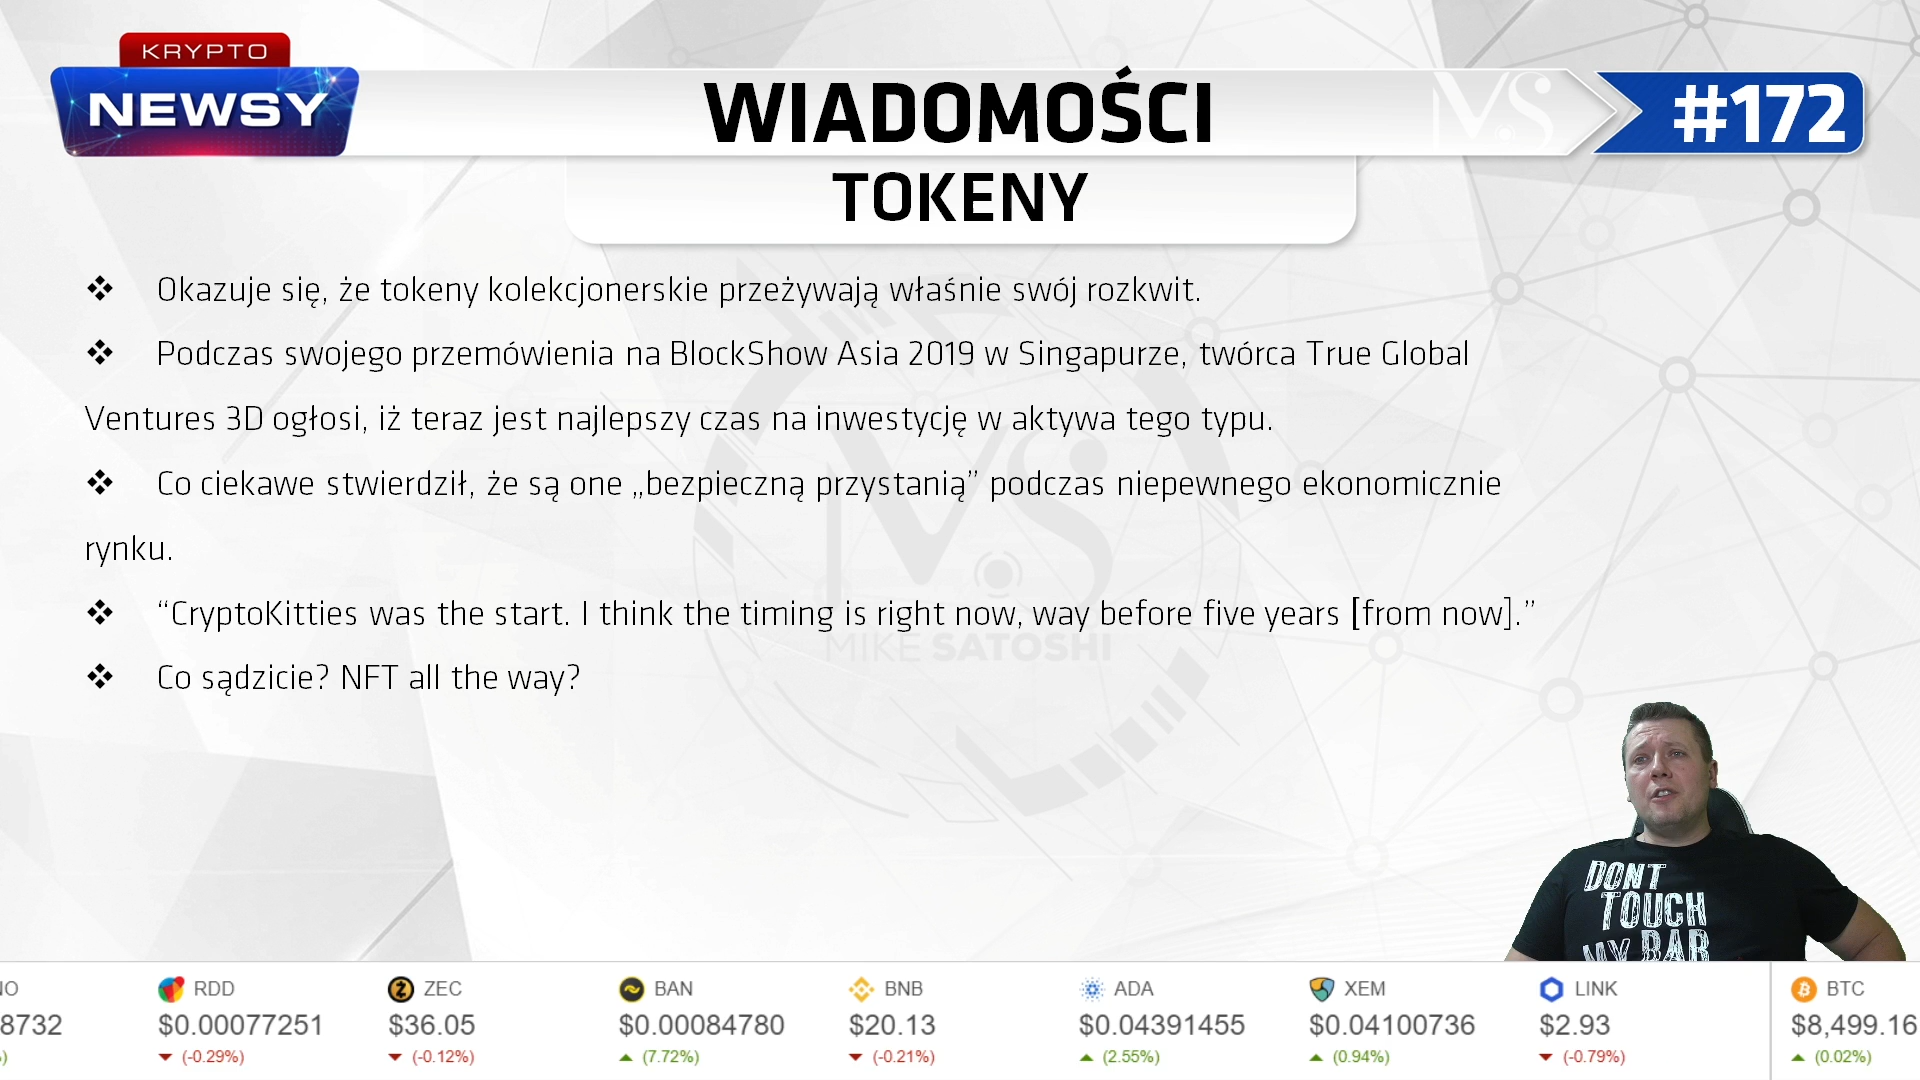 KRYPTO
NEWSY
WIADOMOŚCI
#172
TOKENY
❖ Okazuje się, że tokeny kolekcjonerskie przeżywają właśnie swój rozkwit.
❖ Podczas swojego przemówienia na BlockShow Asia 2019 w Singapurze, twórca True Global
Ventures 3D ogłosi, iż teraz jest najlepszy czas na inwestycję w aktywa tego typu.
❖ Co ciekawe stwierdził, że są one „bezpieczną przystanią” podczas niepewnego ekonomicznie
rynku.
❖ “CryptoKitties was the start. I think the timing is right now, way before five years [from now].”
MIKE SATOSHI
❖ Co sądzicie? NFT all the way?
DONT
TOUCH
MY BAR
RDD ZEC BAN BNB ADA XEM LINK BTC
8732 $0.00077251 $36.05 $0.00084780 $20.13 $0.04391455 $0.04100736 $2.93 $8,499.16
(-0.29%) (-0.12%) (7.72%) (-0.21%) (2.55%) (0.94%) (-0.79%) (0.02%)